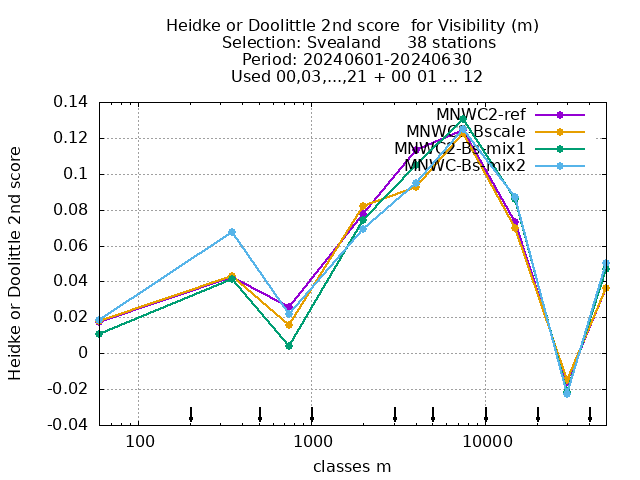 Heidke or Doolittle 2nd score  for Visibility (m)
Selection: Svealand     38 stations
Period: 20240601-20240630
Used 00,03,...,21 + 00 01 ... 12
Heidke or Doolittle 2nd score
0.14
0.12
0.1
0.08
0.06
0.04
0.02
0
-0.02
-0.04
MNWC2-ref
MNWC2-Bscale
MNWC2-Bs-mix1
MNWC-Bs-mix2
100
1000
10000
classes m